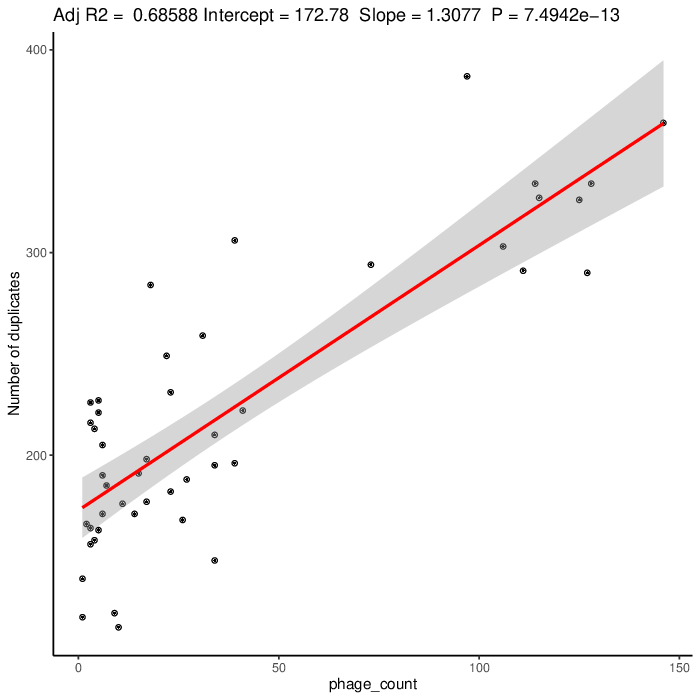 Adj R2 =  0.68588 Intercept = 172.78  Slope = 1.3077  P = 7.4942e−13
400
300
200
Number of duplicates
0
50
100
150
phage_count